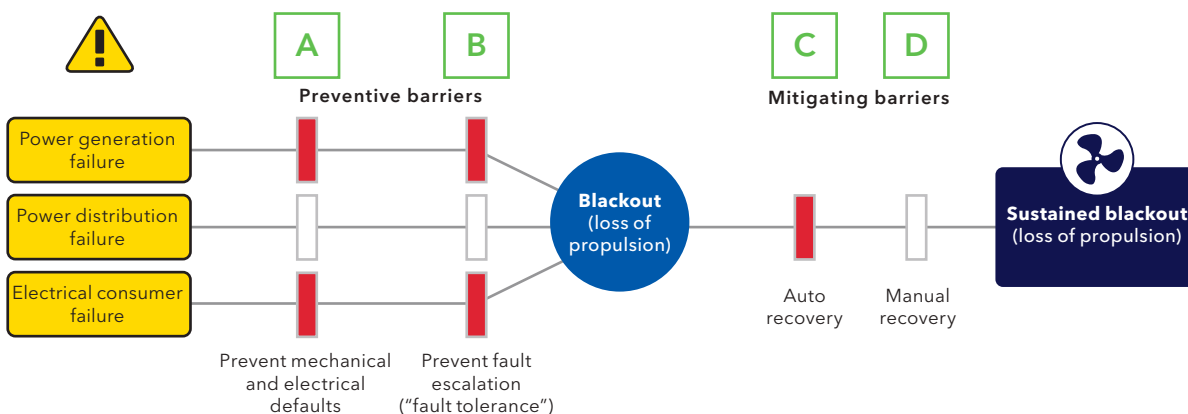 A
B
C
D
Preventive barriers
Mitigating barriers
Power generation
failure
Power distribution
failure
Electrical consumer
failure
Blackout
(loss of
propulsion)
Sustained blackout
(loss of propulsion)
Auto
recovery
Manual
recovery
Prevent mechanical
and electrical
defaults
Prevent fault
escalation
(“fault tolerance”)